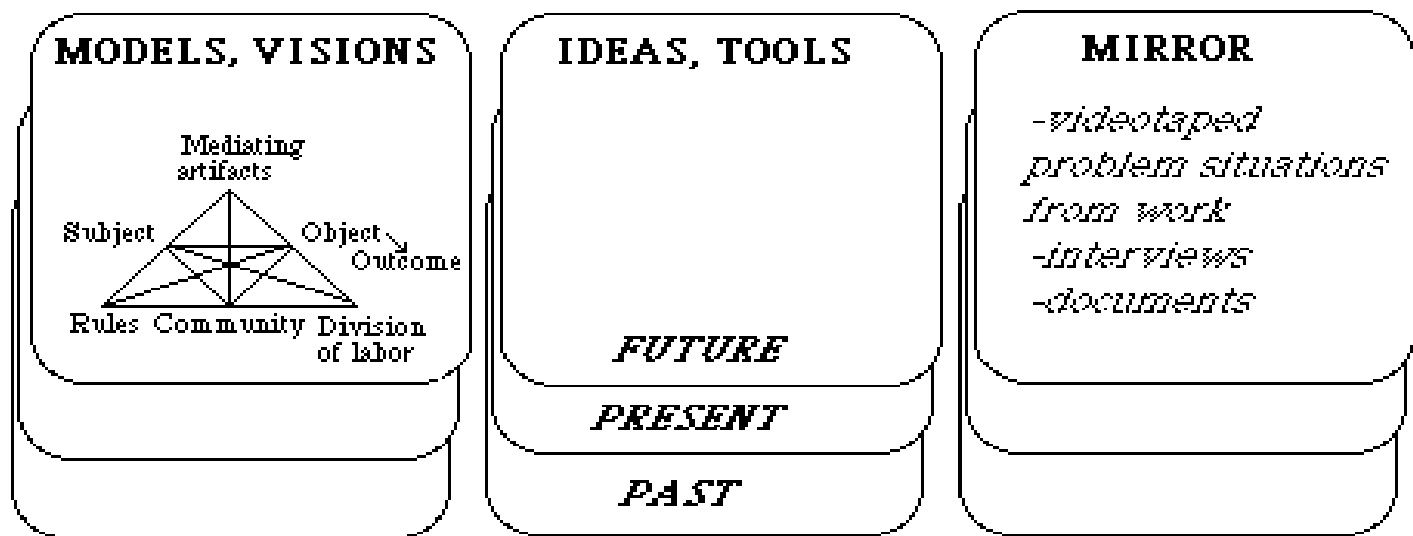 MODELS, VISIONS
Mediating
artifacts
Subject
Object
Outcome
Rules Community Division
of labor
IDEAS, TOOLS
FUTURE
PRESENT
PAST
MIRROR
-videotaped
problem situations
from work
-interviews
-documents